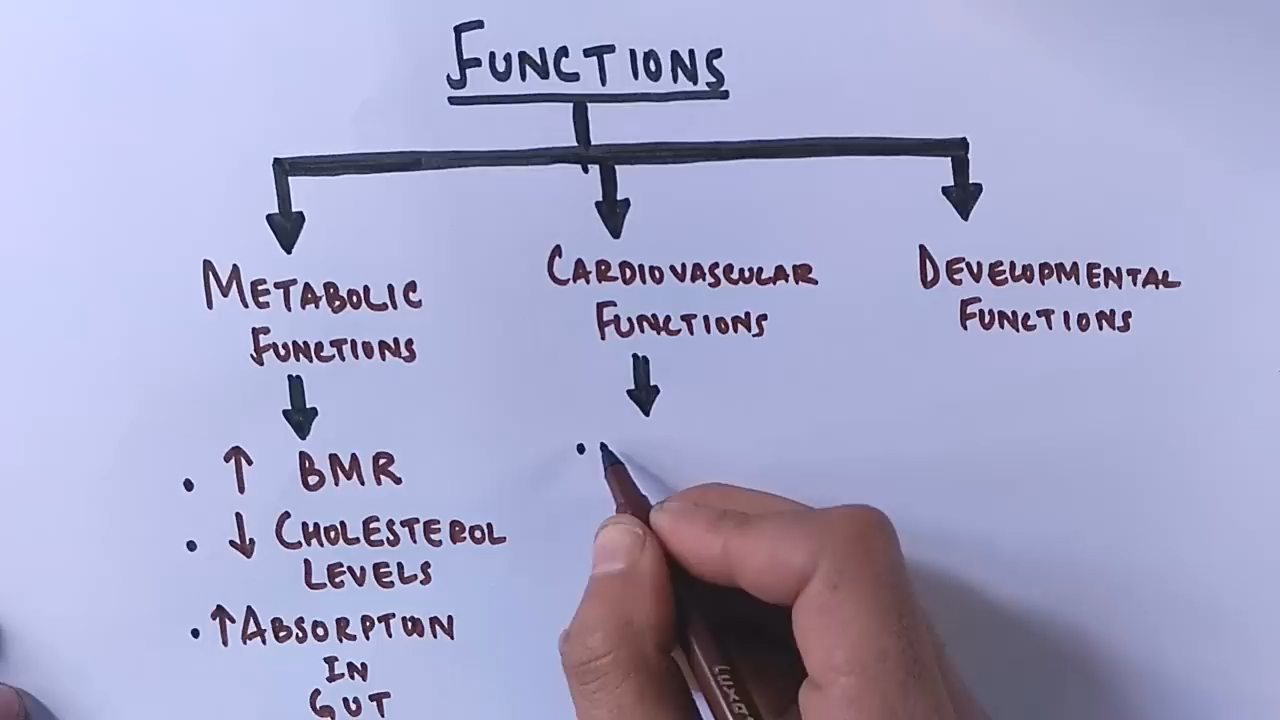 FUNCTIONS
METABOLIC
FUNCTIONS
• ↑ BMR
• ↓ CHOLESTEROL
LEVELS
• ↑ ABSORPTION
IN
GUT
CARDIOVASCULAR
FUNCTIONS
•
DEVELOPMENTAL
FUNCTIONS